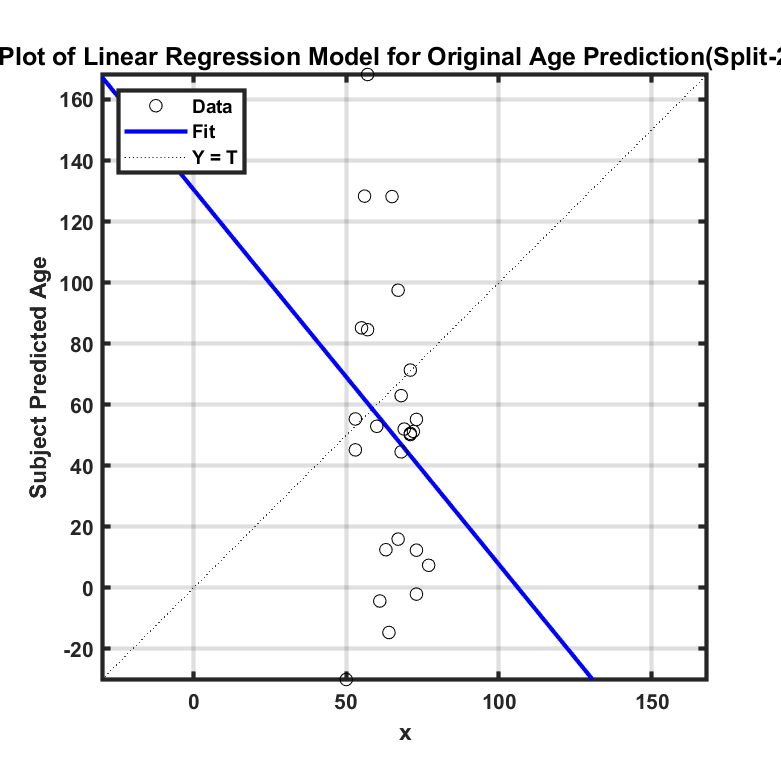 Plot of Linear Regression Model for Original Age Prediction(Split-2
Data
Fit
Y = T
160
140
120
100
80
60
40
20
0
-20
Subject Predicted Age
0 50 100 150
x